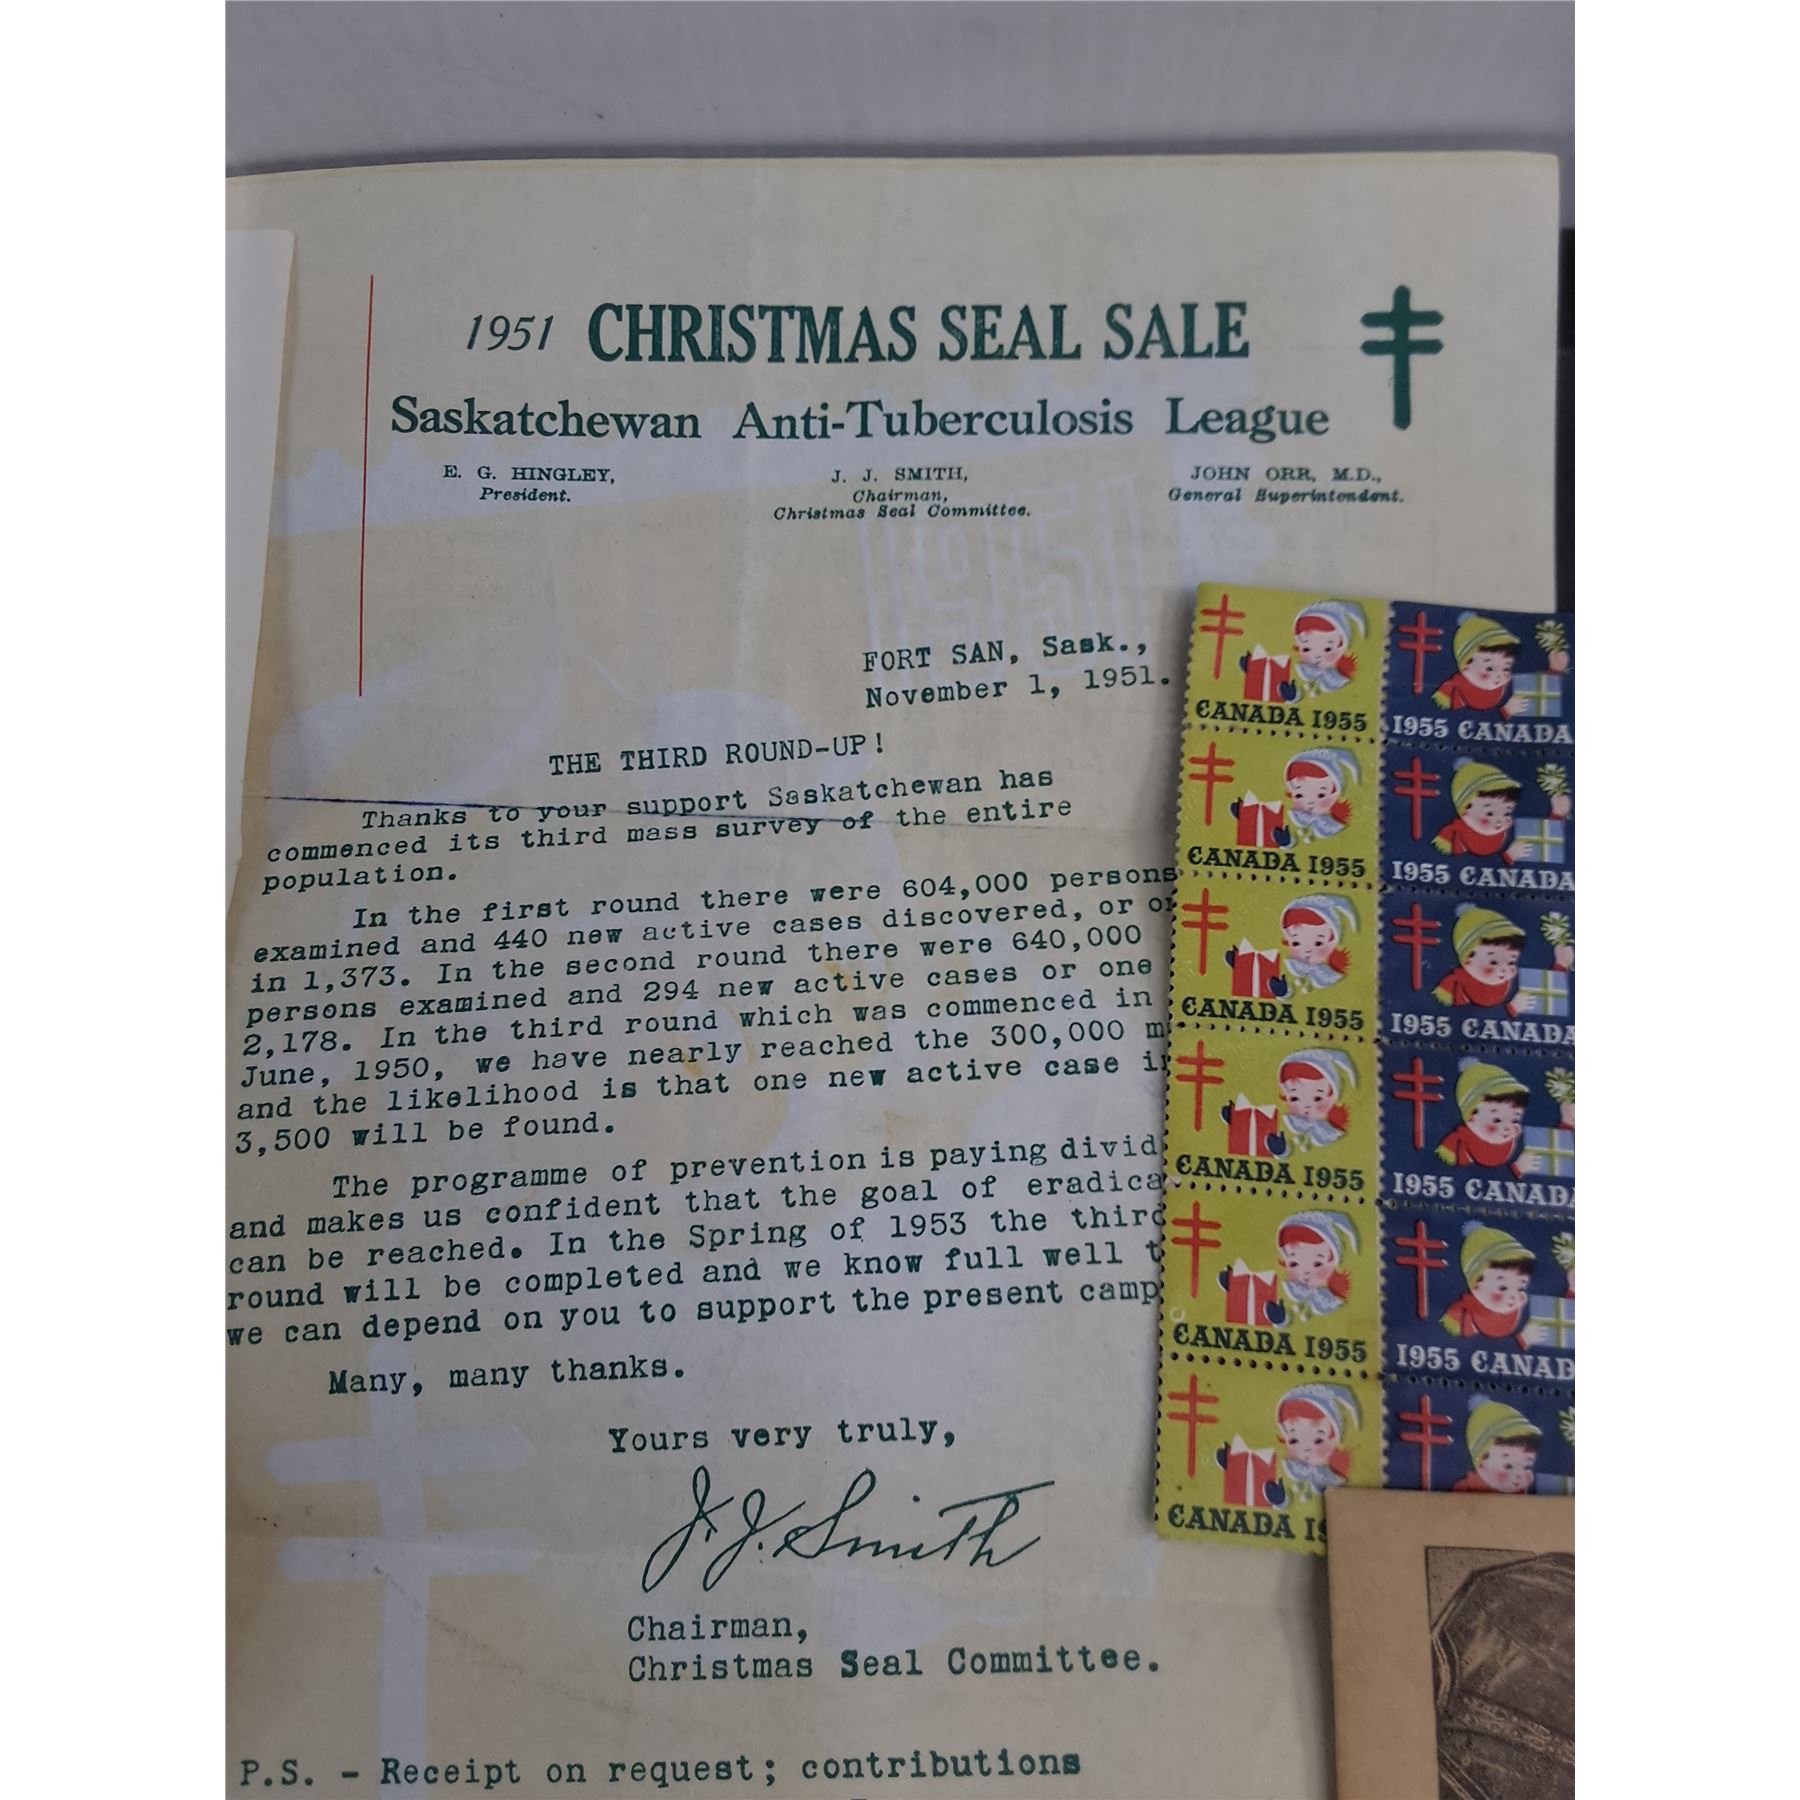 1951 CHRISTMAS SEAL SALE
Saskatchewan Anti-Tuberculosis League
E. G. HINGLEY,
President.
J. J. SMITH,
Chairman,
Christmas Seal Committee.
JOHN ORR, M.D.,
General Superintendent.
1951
FORT SAN, Sask.,
November 1, 1951.
THE THIRD ROUND-UP!
Thanks to your support Saskatchewan has
commenced its third mass survey of the entire
population.
In the first round there were 604,000 persons
examined and 440 new active cases discovered, or
in 1,373. In the second round there were 640,000
persons examined and 294 new active cases or one
2,178. In the third round which was commenced in
June, 1950, we have nearly reached the 300,000
and the likelihood is that one new active case
3,500 will be found.
The programme of prevention is paying
and makes us confident that the goal of
can be reached. In the Spring of 1953 the third
round will be completed and we know full well
we can depend on you to support the present
Many, many thanks.
Yours very truly,
J. J. Smith
Chairman,
Christmas Seal Committee.
P.S. - Receipt on request; contributions
CANADA 1955
1955 CANADA
CANADA 1955
1955 CANADA
CANADA 1955
1955 CANADA
CANADA 1955
1955 CANADA
CANADA 1955
1955 CANAD
CANADA